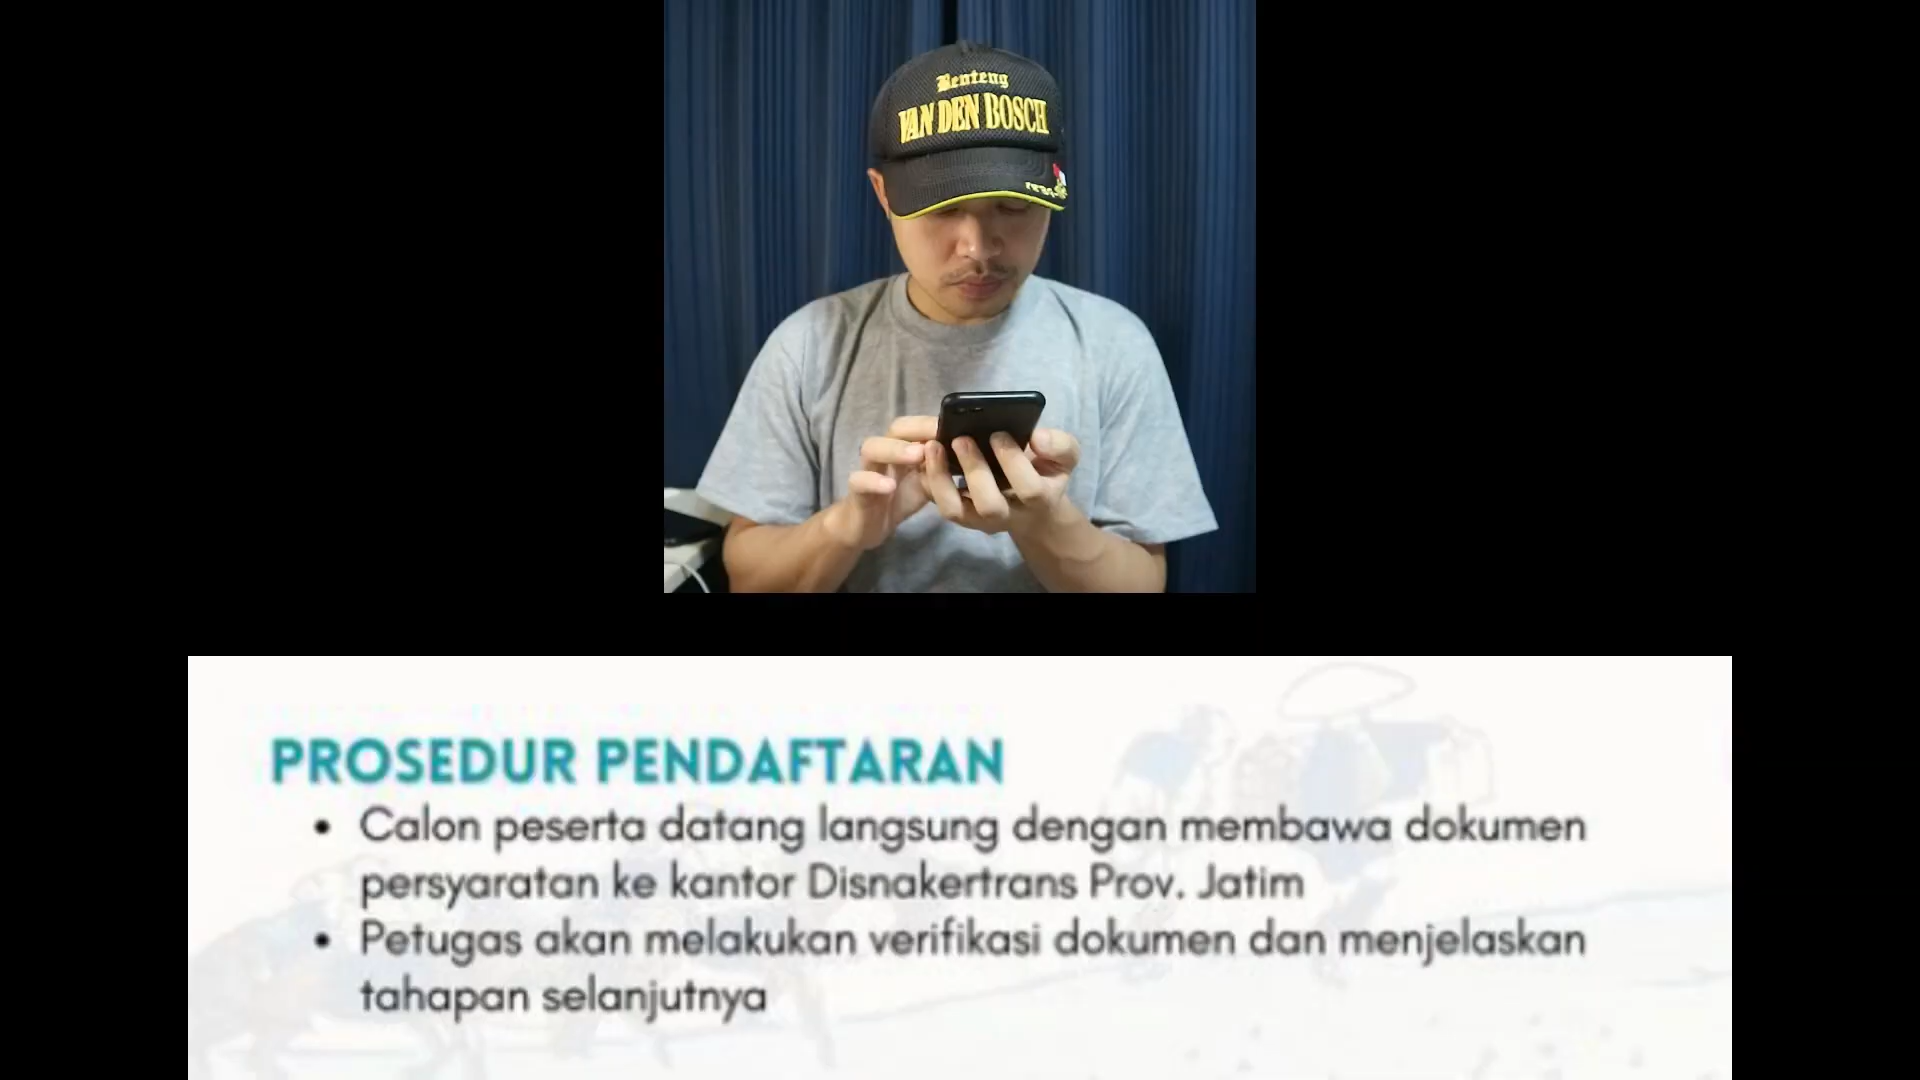 Benteng
VAN DEN BOSCH
PROSEDUR PENDAFTARAN
• Calon peserta datang langsung dengan membawa dokumen
persyaratan ke kantor Disnakertrans Prov. Jatim
• Petugas akan melakukan verifikasi dokumen dan menjelaskan
tahapan selanjutnya